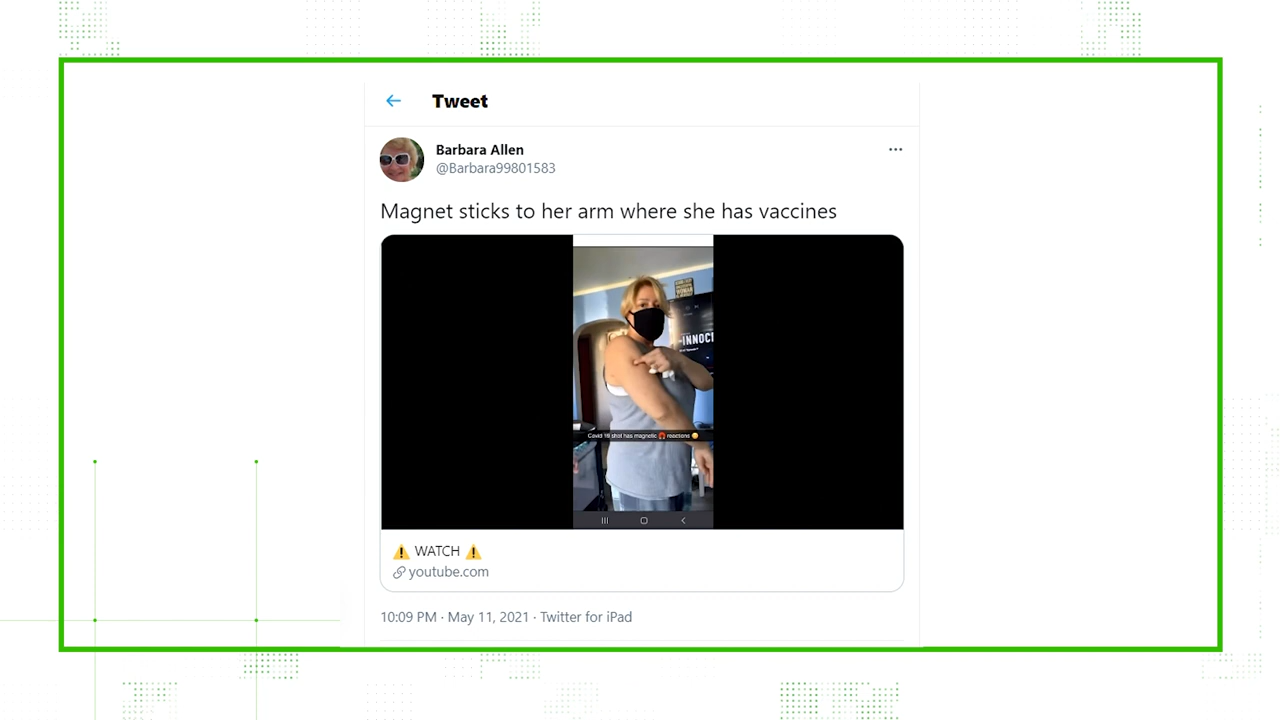 Tweet
Barbara Allen
@Barbara99801583
Magnet sticks to her arm where she has vaccines
-INNOCE
Covid 19 shot has magnetic 🧲 reactions 😳
⚠️ WATCH ⚠️
youtube.com
10:09 PM · May 11, 2021 · Twitter for iPad